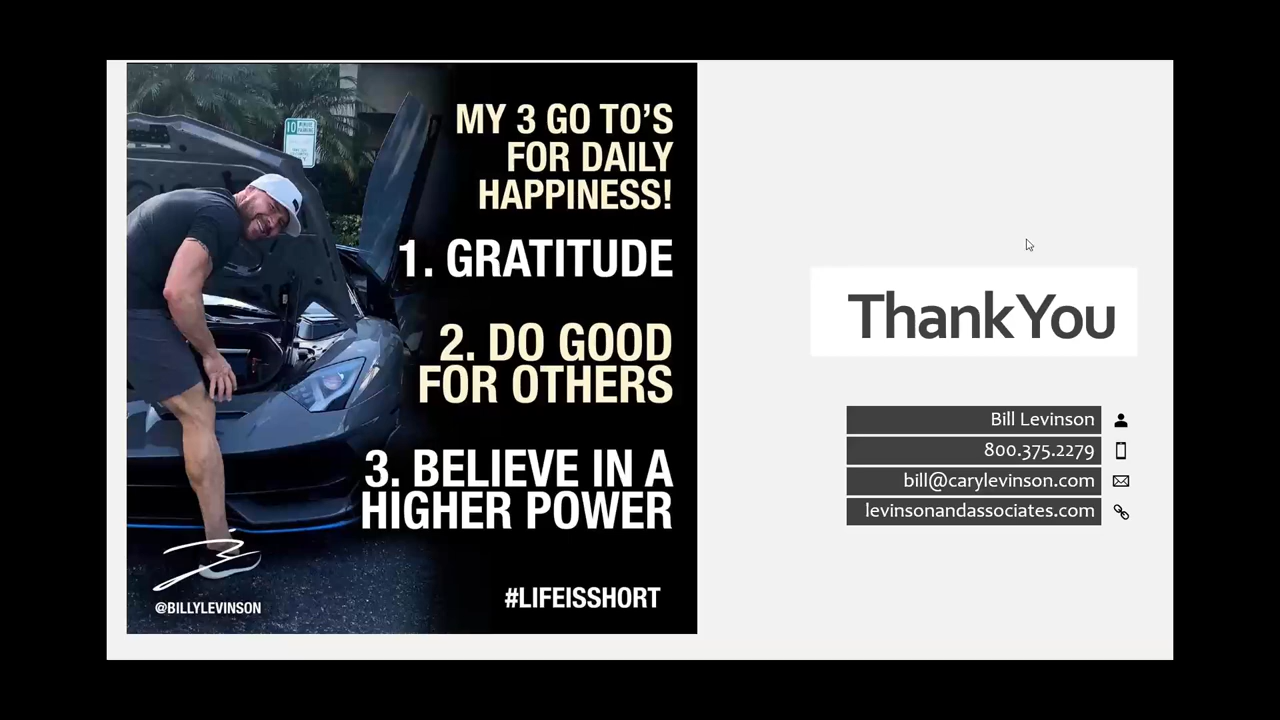 MY 3 GO TO'S
FOR DAILY
HAPPINESS!
1. GRATITUDE
2. DO GOOD
FOR OTHERS
3. BELIEVE IN A
HIGHER POWER
@BILLYLEVINSON
#LIFEISSHORT
Thank You
Bill Levinson
800.375.2279
bill@carylevinson.com
levinsonandassociates.com